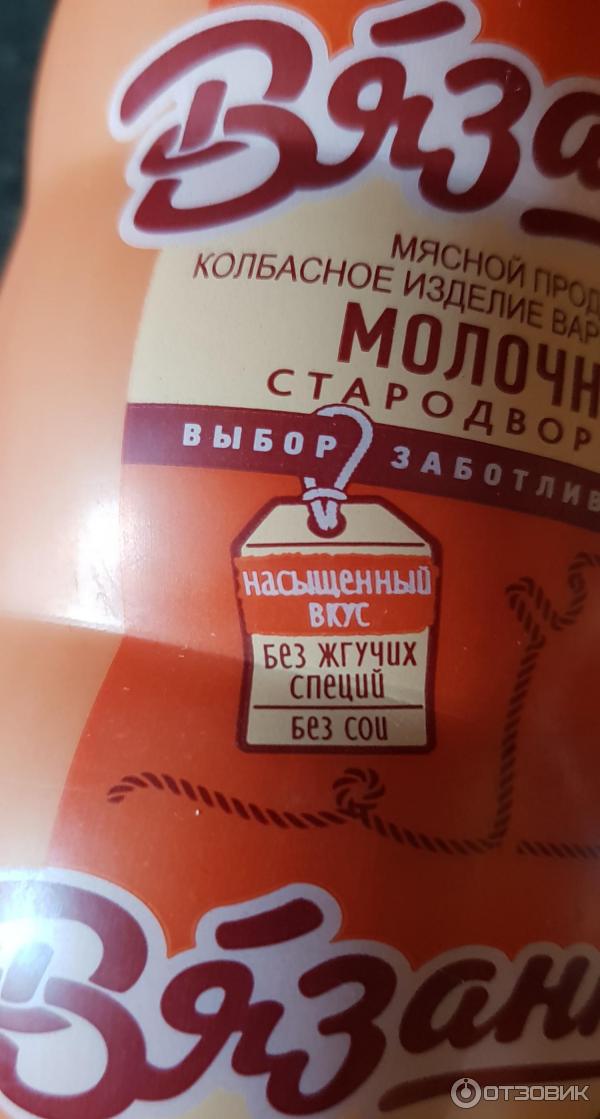 Вяза
МЯСНОЙ ПРОД
КОЛБАСНОЕ ИЗДЕЛИЕ ВАР
МОЛОЧН
СТАРОДВОР
ВЫБОР ЗАБОТЛИВ
насыщенный
вкус
Без жгучих
специй
Без сои
Вязан
ОТЗОВИК